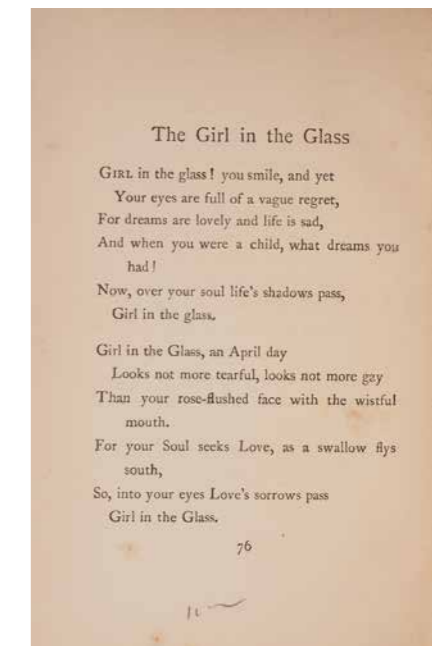 The Girl in the Glass
GIRL in the glass! you smile, and yet
Your eyes are full of a vague regret,
For dreams are lovely and life is sad,
And when you were a child, what dreams you
had!
Now, over your soul life's shadows pass,
Girl in the glass.
Girl in the Glass, an April day
Looks not more tearful, looks not more gay
Than your rose-flushed face with the wistful
mouth.
For your Soul seeks Love, as a swallow flys
south,
So, into your eyes Love's sorrows pass
Girl in the Glass.
76